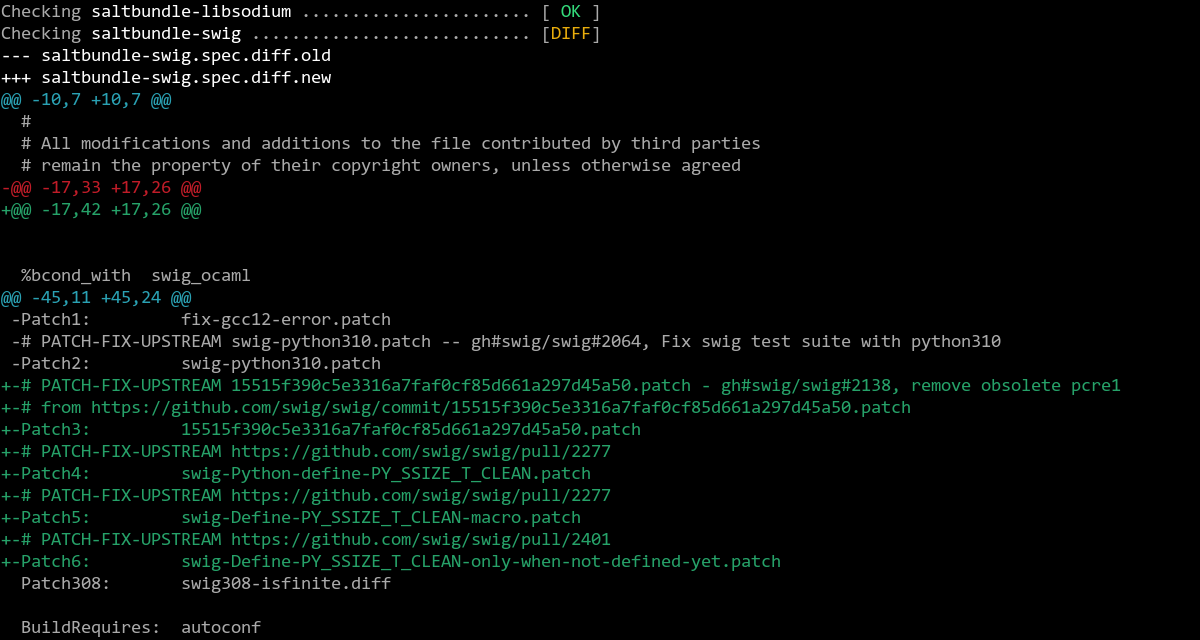 Checking saltbundle-libsodium ....................... [ OK ]
Checking saltbundle-swig ............................ [DIFF]
--- saltbundle-swig.spec.diff.old
+++ saltbundle-swig.spec.diff.new
@@ -10,7 +10,7 @@
  #
  # All modifications and additions to the file contributed by third parties
  # remain the property of their copyright owners, unless otherwise agreed
-@@ -17,33 +17,26 @@
+@@ -17,42 +17,26 @@
  %bcond_with  swig_ocaml
@@ -45,11 +45,24 @@
 -Patch1:         fix-gcc12-error.patch
 -# PATCH-FIX-UPSTREAM swig-python310.patch -- gh#swig/swig#2064, Fix swig test suite with python310
 -Patch2:         swig-python310.patch
+-# PATCH-FIX-UPSTREAM 15515f390c5e3316a7faf0cf85d661a297d45a50.patch - gh#swig/swig#2138, remove obsolete pcre1
+-# from https://github.com/swig/swig/commit/15515f390c5e3316a7faf0cf85d661a297d45a50.patch
+-Patch3:         15515f390c5e3316a7faf0cf85d661a297d45a50.patch
+-# PATCH-FIX-UPSTREAM https://github.com/swig/swig/pull/2277
+-Patch4:         swig-Python-define-PY_SSIZE_T_CLEAN.patch
+-# PATCH-FIX-UPSTREAM https://github.com/swig/swig/pull/2277
+-Patch5:         swig-Define-PY_SSIZE_T_CLEAN-macro.patch
+-# PATCH-FIX-UPSTREAM https://github.com/swig/swig/pull/2401
+-Patch6:         swig-Define-PY_SSIZE_T_CLEAN-only-when-not-defined-yet.patch
  Patch308:       swig308-isfinite.diff
  BuildRequires:  autoconf